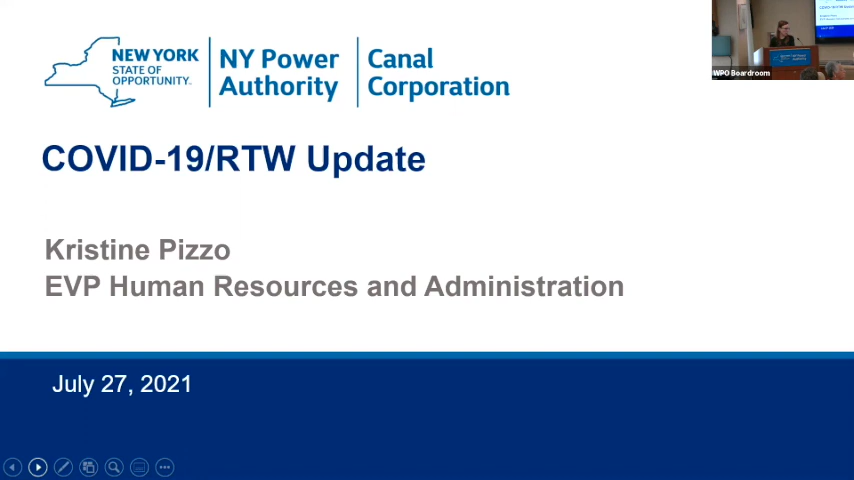 NEW YORK
STATE OF
OPPORTUNITY.
NY Power
Authority
Canal
Corporation
WPO Boardroom
COVID-19/RTW Update
Kristine Pizzo
EVP Human Resources and Administration
July 27, 2021